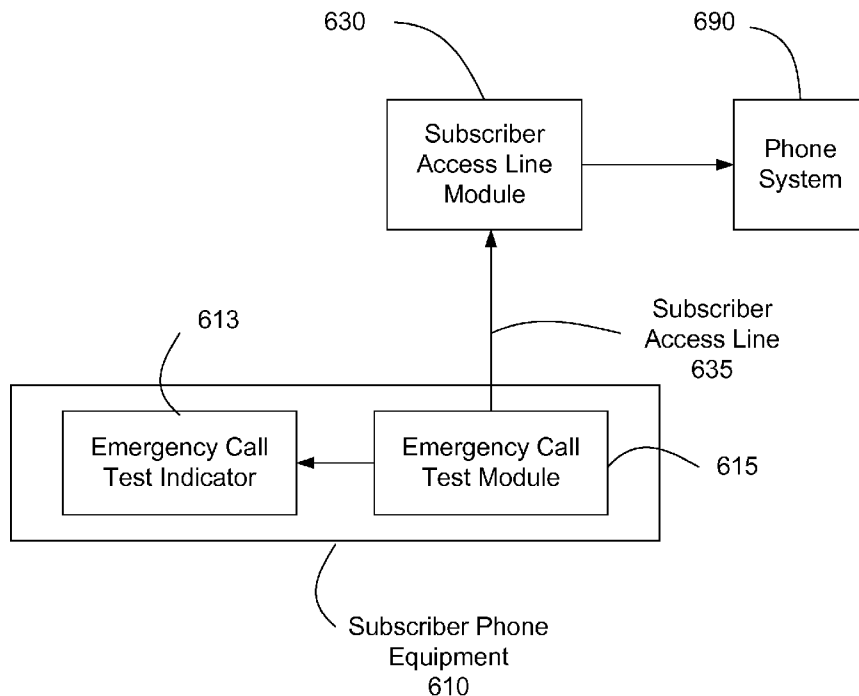 630
690
Subscriber
Access Line
Module
Phone
System
Subscriber
Access Line
635
613
Emergency Call
Test Indicator
Emergency Call
Test Module
615
Subscriber Phone
Equipment
610